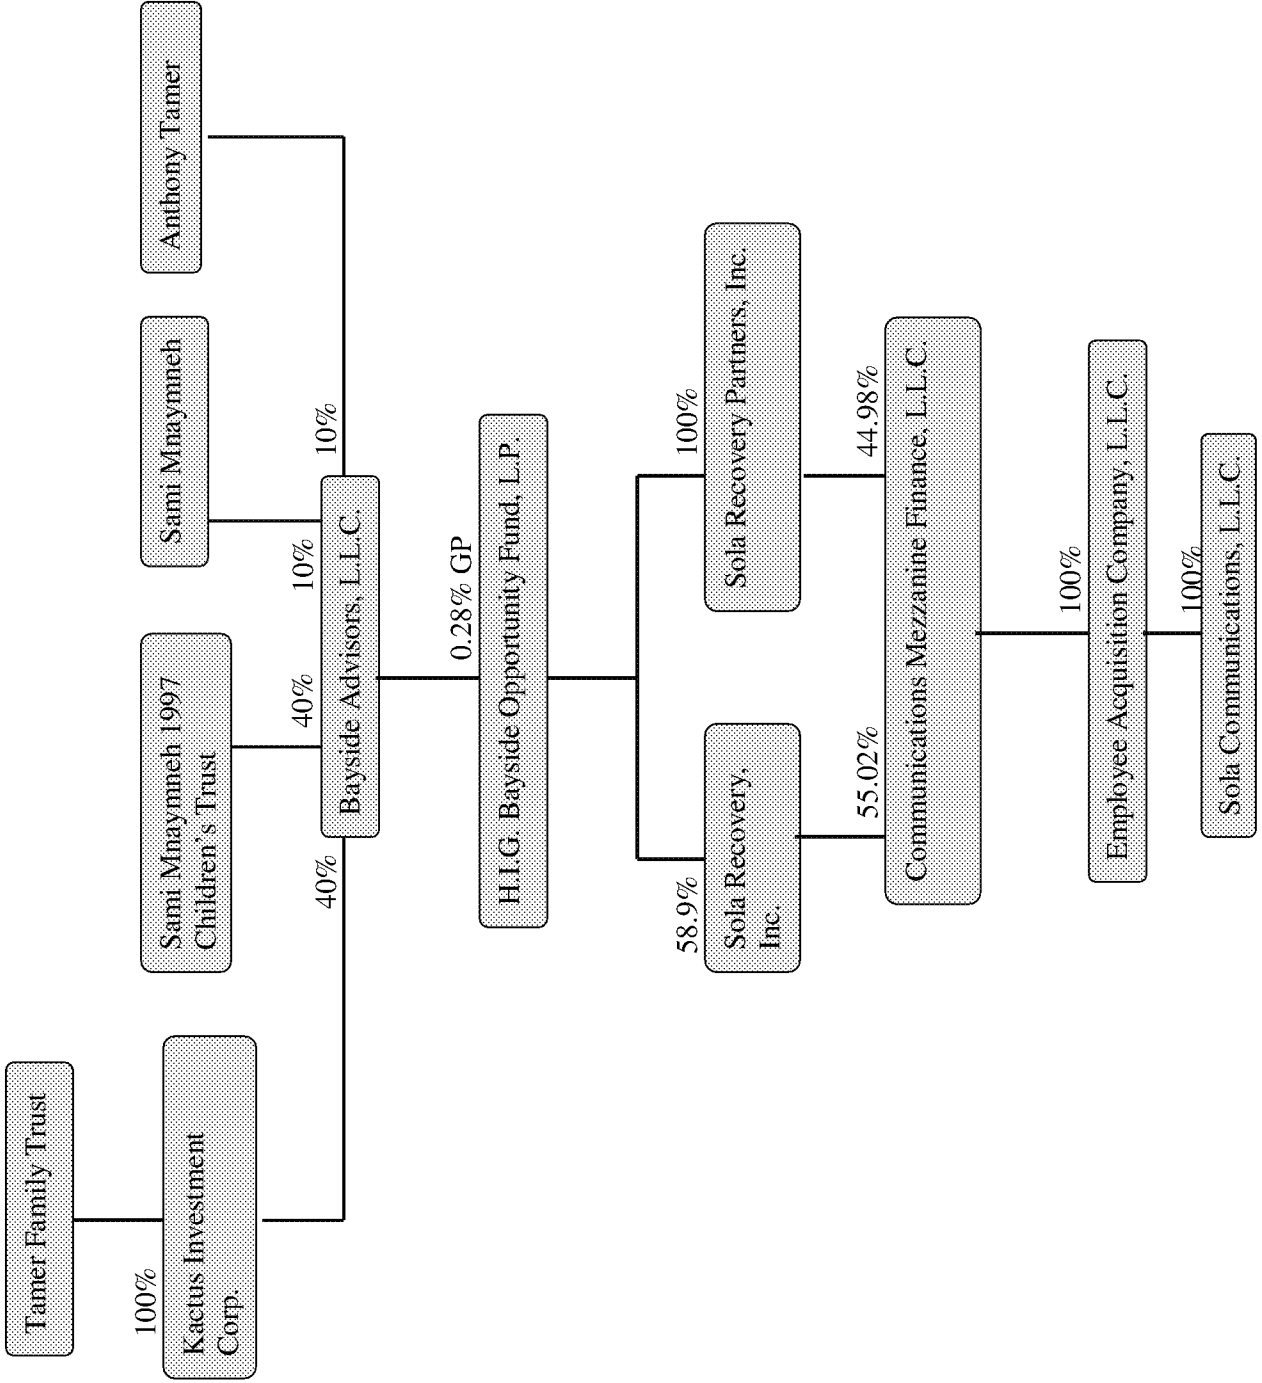 Tamer Family Trust
100%
Kactus Investment
Corp.
Sami Mnaymneh 1997
Children's Trust
Sami Mnaymneh
Anthony Tamer
40%
40%
10%
10%
Bayside Advisors, L.L.C.
0.28% GP
H.I.G. Bayside Opportunity Fund, L.P.
58.9%
100%
Sola Recovery,
Inc.
Sola Recovery Partners, Inc.
55.02%
44.98%
Communications Mezzanine Finance, L.L.C.
100%
Employee Acquisition Company, L.L.C.
100%
Sola Communications, L.L.C.